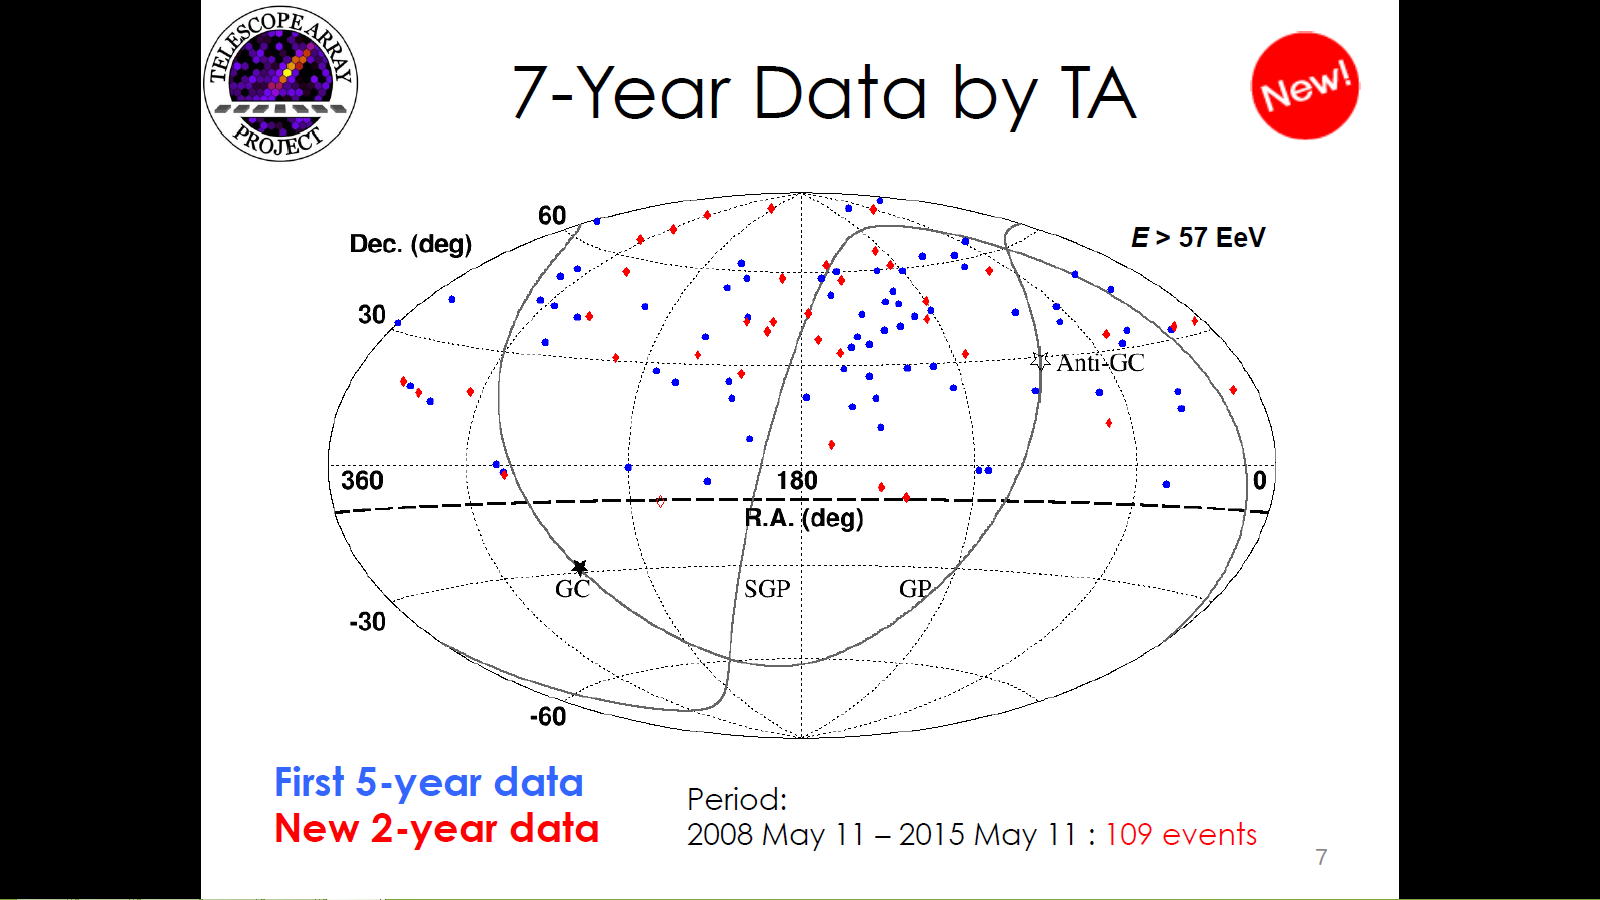 TELESCOPE ARRAY
PROJECT
7-Year Data by TA
New!
60
Dec. (deg)
E > 57 EeV
30
Anti-GC
360
180
0
R.A. (deg)
GC
SGP
GP
-30
-60
First 5-year data
New 2-year data
Period:
2008 May 11 – 2015 May 11 : 109 events
7